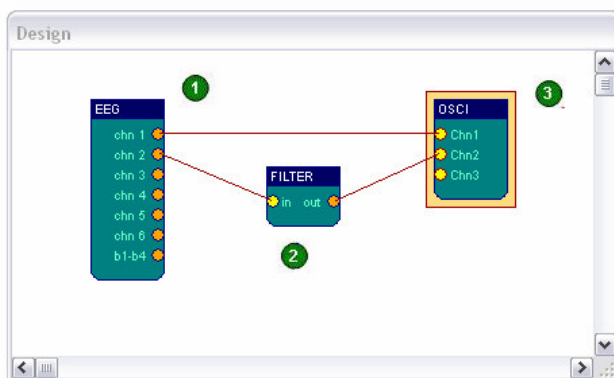 Design
1
3
EEG
chn 1
chn 2
chn 3
chn 4
chn 5
chn 6
b1-b4
FILTER
in out
2
OSCI
Chn1
Chn2
Chn3